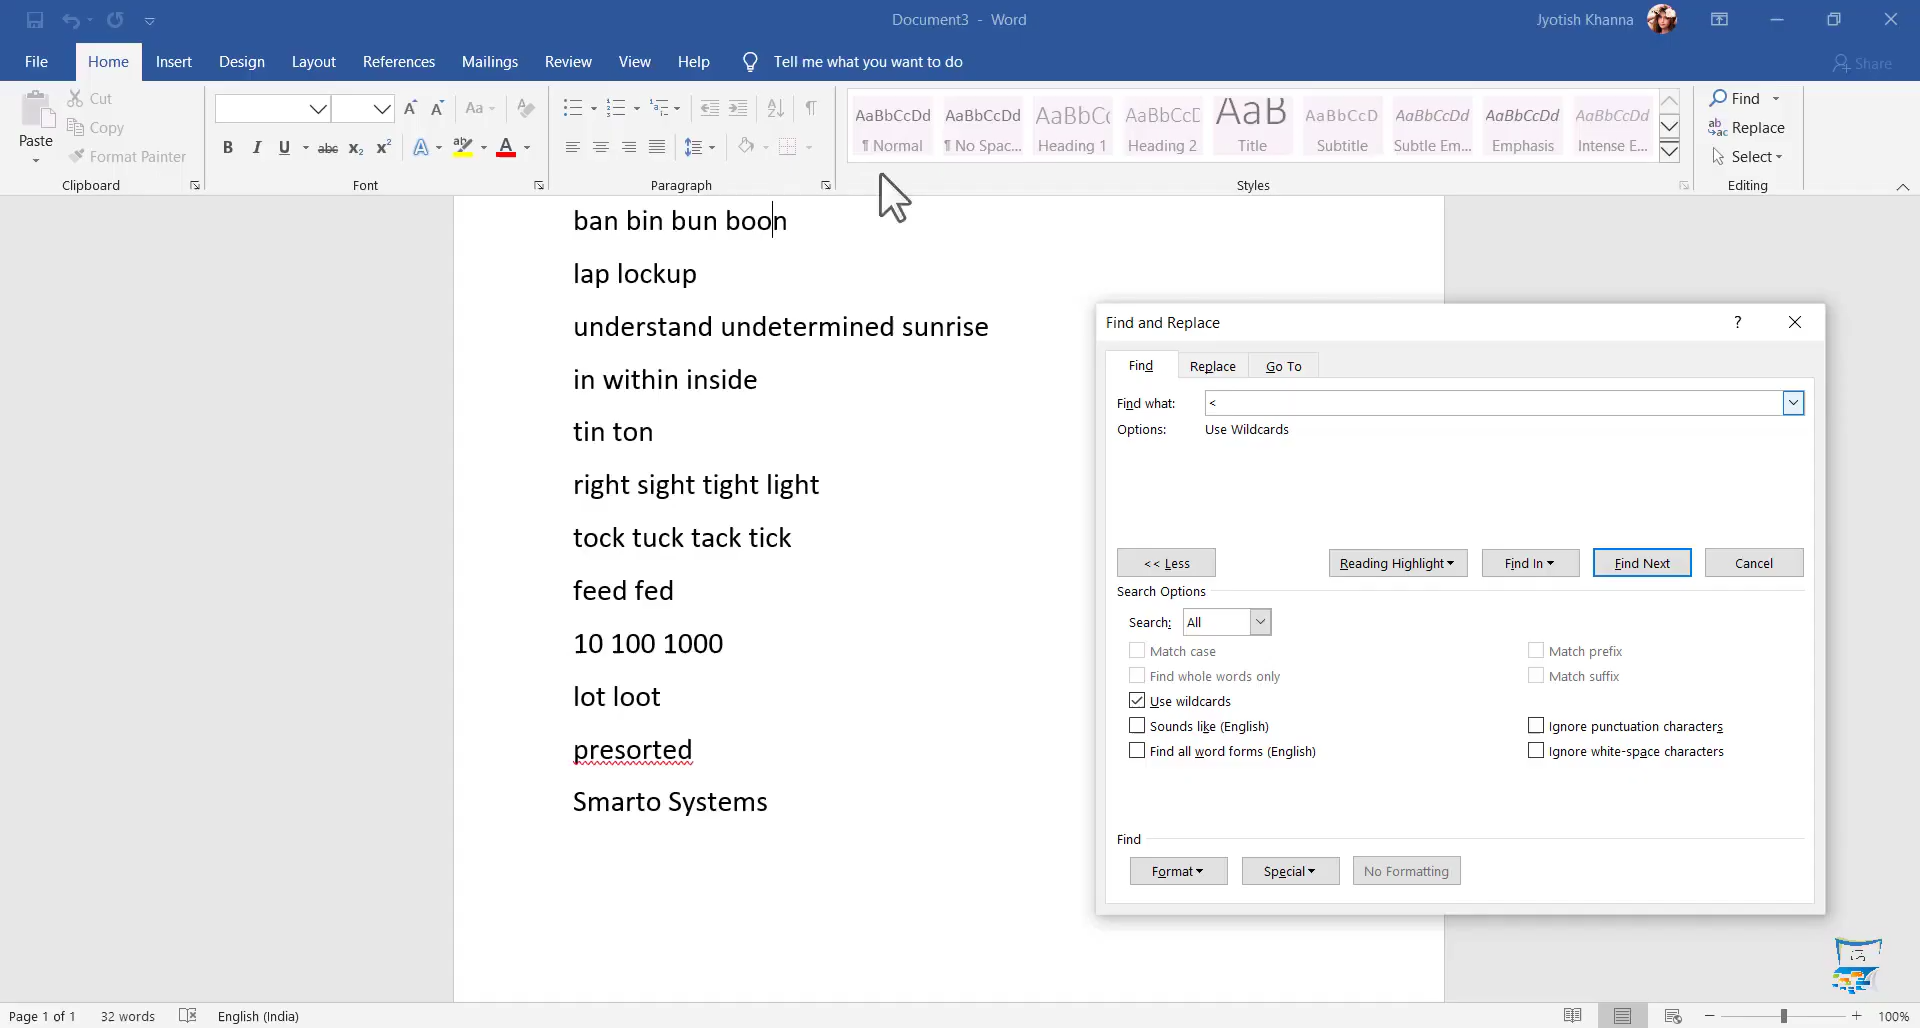 Document3 - Word
Jyotish Khanna
File Home Insert Design Layout References Mailings Review View Help Tell me what you want to do
Share
Paste
Cut
Copy
Format Painter
Clipboard
Aa
B I U abc x₂ x² A ab A
Font
Paragraph
AaBbCcDd AaBbCcDd AaBbCc AaBbCcD AaB AaBbCcD AaBbCcDd AaBbCcDd AaBbCcDd
¶ Normal ¶ No Spac... Heading 1 Heading 2 Title Subtitle Subtle Em... Emphasis Intense E...
Styles
Find
Replace
Select
Editing
ban bin bun boon
lap lockup
understand undetermined sunrise
in within inside
tin ton
right sight tight light
tock tuck tack tick
feed fed
10 100 1000
lot loot
presorted
Smarto Systems
Find and Replace ?
Find Replace Go To
Find what: <
Options: Use Wildcards
<< Less Reading Highlight Find In Find Next Cancel
Search Options
Search: All
Match case
Find whole words only
Use wildcards
Sounds like (English)
Find all word forms (English)
Match prefix
Match suffix
Ignore punctuation characters
Ignore white-space characters
Find
Format Special No Formatting
Page 1 of 1 32 words English (India) 100%